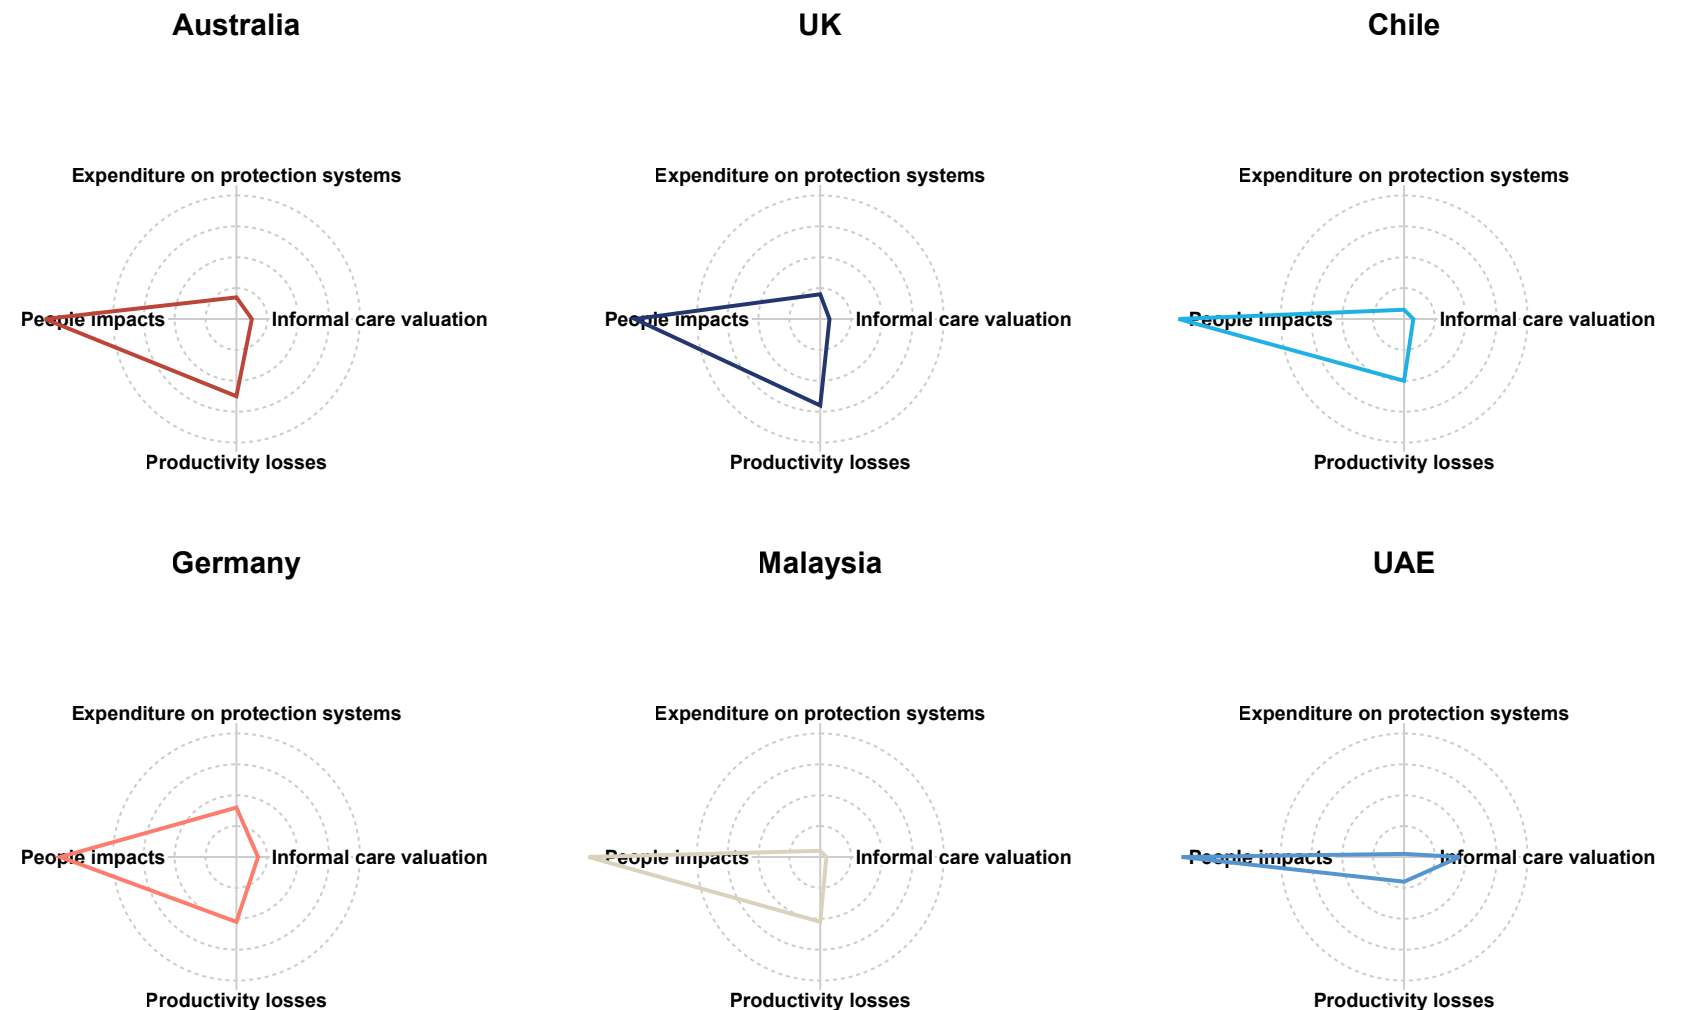 Australia
UK
Chile
Expenditure on protection systems
Expenditure on protection systems
Expenditure on protection systems
People impacts
Informal care valuation
People impacts
Informal care valuation
People impacts
Informal care valuation
Productivity losses
Productivity losses
Productivity losses
Germany
Malaysia
UAE
Expenditure on protection systems
Expenditure on protection systems
Expenditure on protection systems
People impacts
Informal care valuation
People impacts
Informal care valuation
People impacts
Informal care valuation
Productivity losses
Productivity losses
Productivity losses